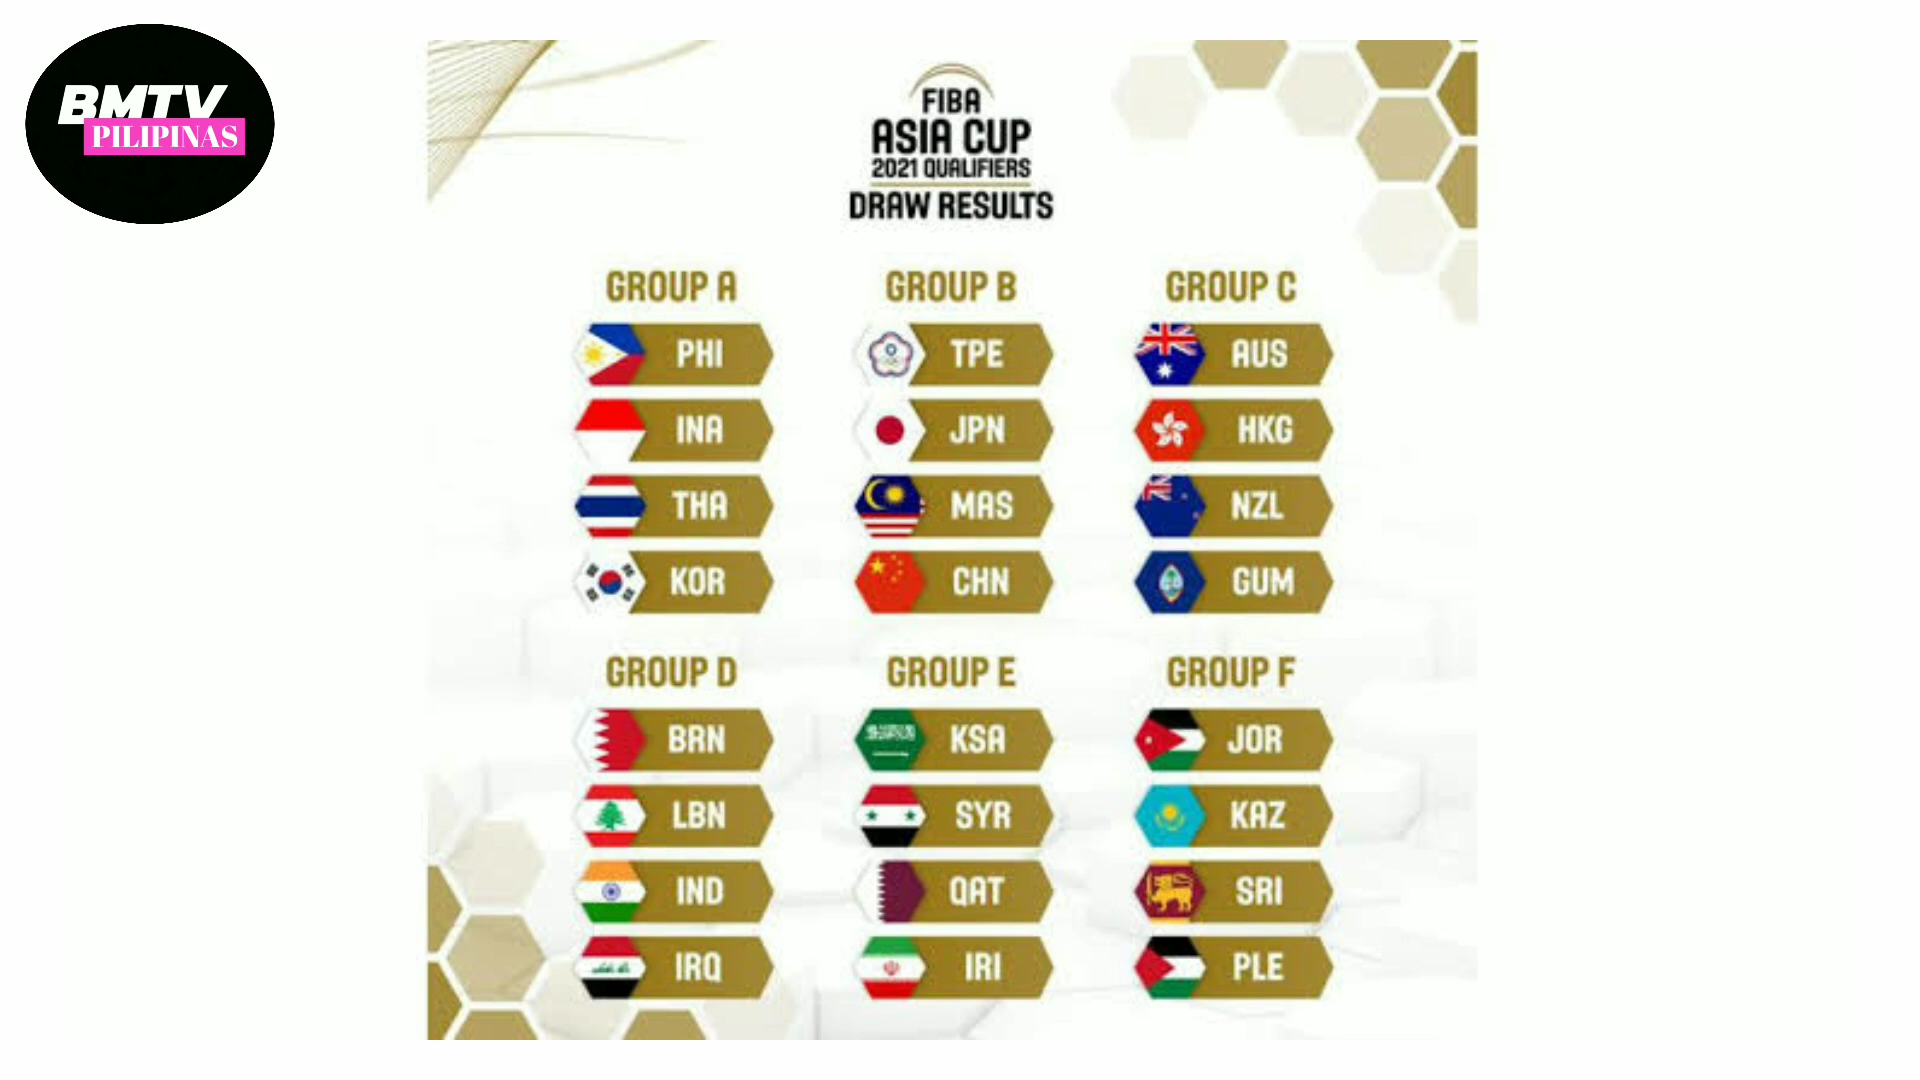 BMTV
PILIPINAS
FIBA
ASIA CUP
2021 QUALIFIERS
DRAW RESULTS
GROUP A
PHI
INA
THA
KOR
GROUP B
TPE
JPN
MAS
CHN
GROUP C
AUS
HKG
NZL
GUM
GROUP D
BRN
LBN
IND
IRQ
GROUP E
KSA
SYR
QAT
IRI
GROUP F
JOR
KAZ
SRI
PLE